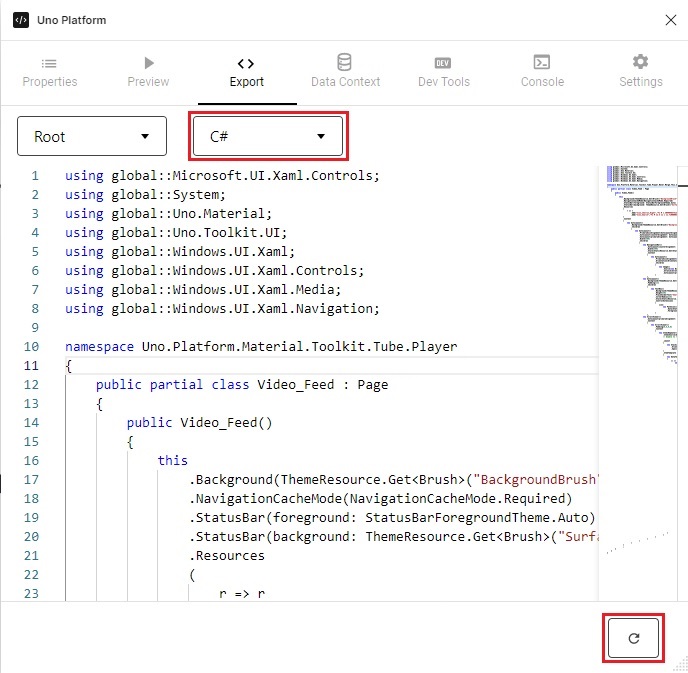 Uno Platform
Properties
Preview
Export
Data Context
DEV
Dev Tools
Console
Settings
Root
C#
1 using global::Microsoft.UI.Xaml.Controls;
2 using global::System;
3 using global::Uno.Material;
4 using global::Uno.Toolkit.UI;
5 using global::Windows.UI.Xaml;
6 using global::Windows.UI.Xaml.Controls;
7 using global::Windows.UI.Xaml.Media;
8 using global::Windows.UI.Xaml.Navigation;
9
10 namespace Uno.Platform.Material.Toolkit.Tube.Player
11 {
12 public partial class Video_Feed : Page
13 {
14 public Video_Feed()
15 {
16 this
17 .Background(ThemeResource.Get<Brush>("BackgroundBrush"
18 .NavigationCacheMode(NavigationCacheMode.Required)
19 .StatusBar(foreground: StatusBarForegroundTheme.Auto)
20 .StatusBar(background: ThemeResource.Get<Brush>("Surfa
21 .Resources
22 (
23 r => r